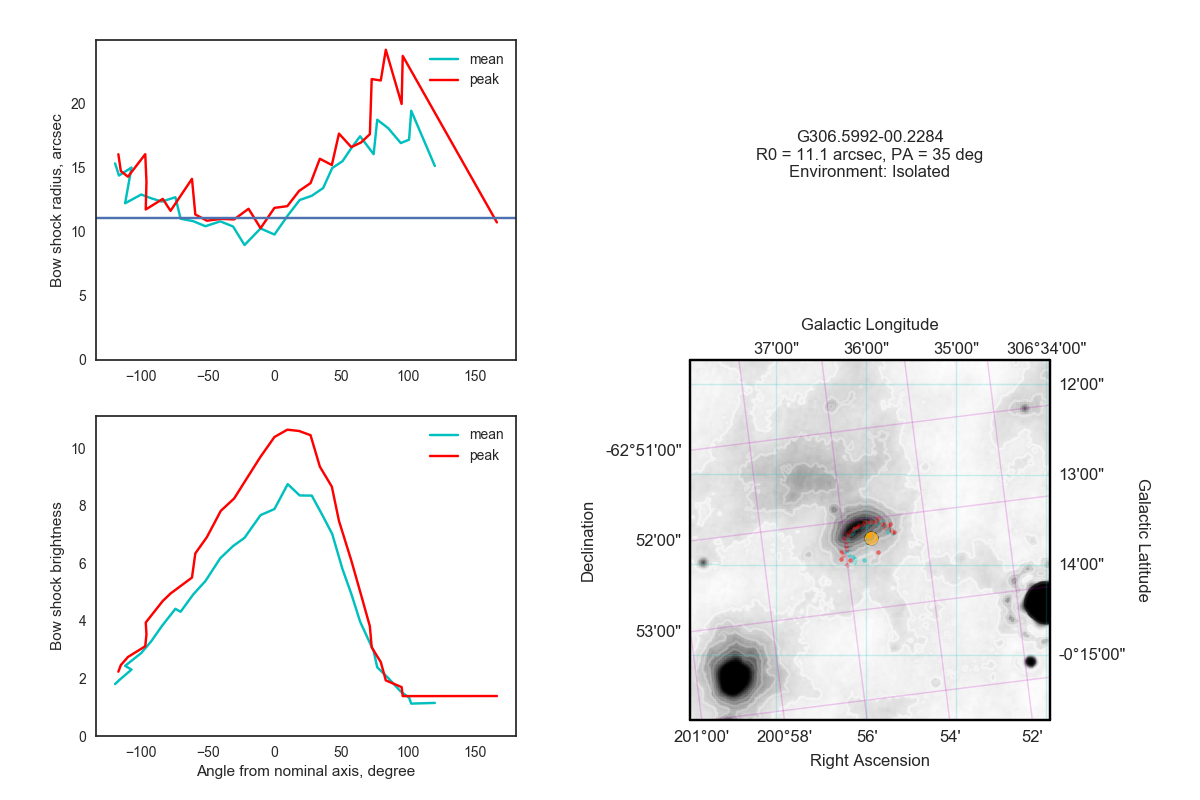 mean
peak
20
15
10
5
0
Bow shock radius, arcsec
−100
−50
0
50
100
150
G306.5992-00.2284
R0 = 11.1 arcsec, PA = 35 deg
Environment: Isolated
mean
peak
10
8
6
4
2
0
Bow shock brightness
−100
−50
0
50
100
150
Angle from nominal axis, degree
Galactic Longitude
37'00"
36'00"
35'00"
306°34'00"
12'00"
13'00"
14'00"
-0°15'00"
Galactic Latitude
-62°51'00"
52'00"
53'00"
Declination
201°00'
200°58'
56'
54'
52'
Right Ascension